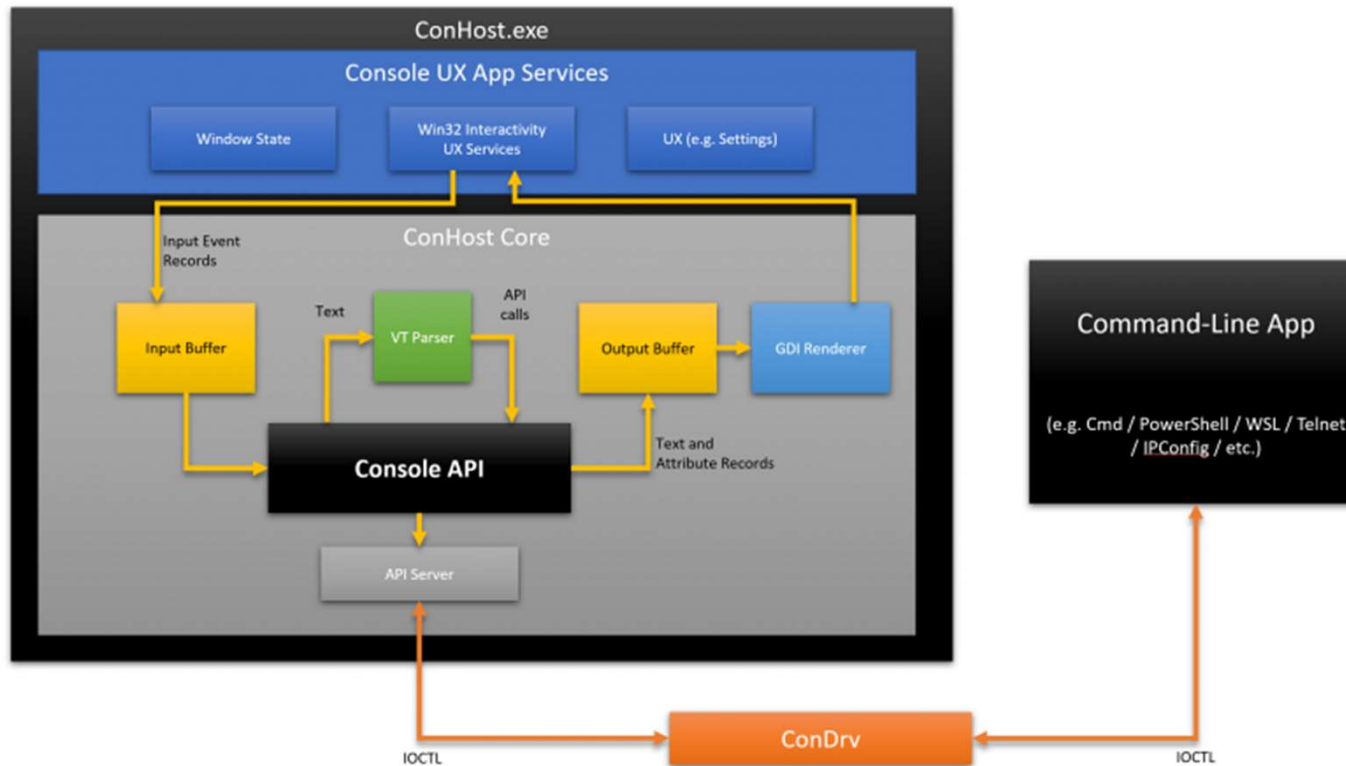 ConHost.exe
Console UX App Services
Window State
Win32 Interactivity
UX Services
UX (e.g. Settings)
ConHost Core
Input Event
Records
Input Buffer
Text
VT Parser
API
calls
Output Buffer
GDI Renderer
Console API
Text and
Attribute Records
API Server
Command-Line App
(e.g. Cmd / PowerShell / WSL / Telnet
/ IPConfig / etc.)
IOCTL
ConDrv
IOCTL